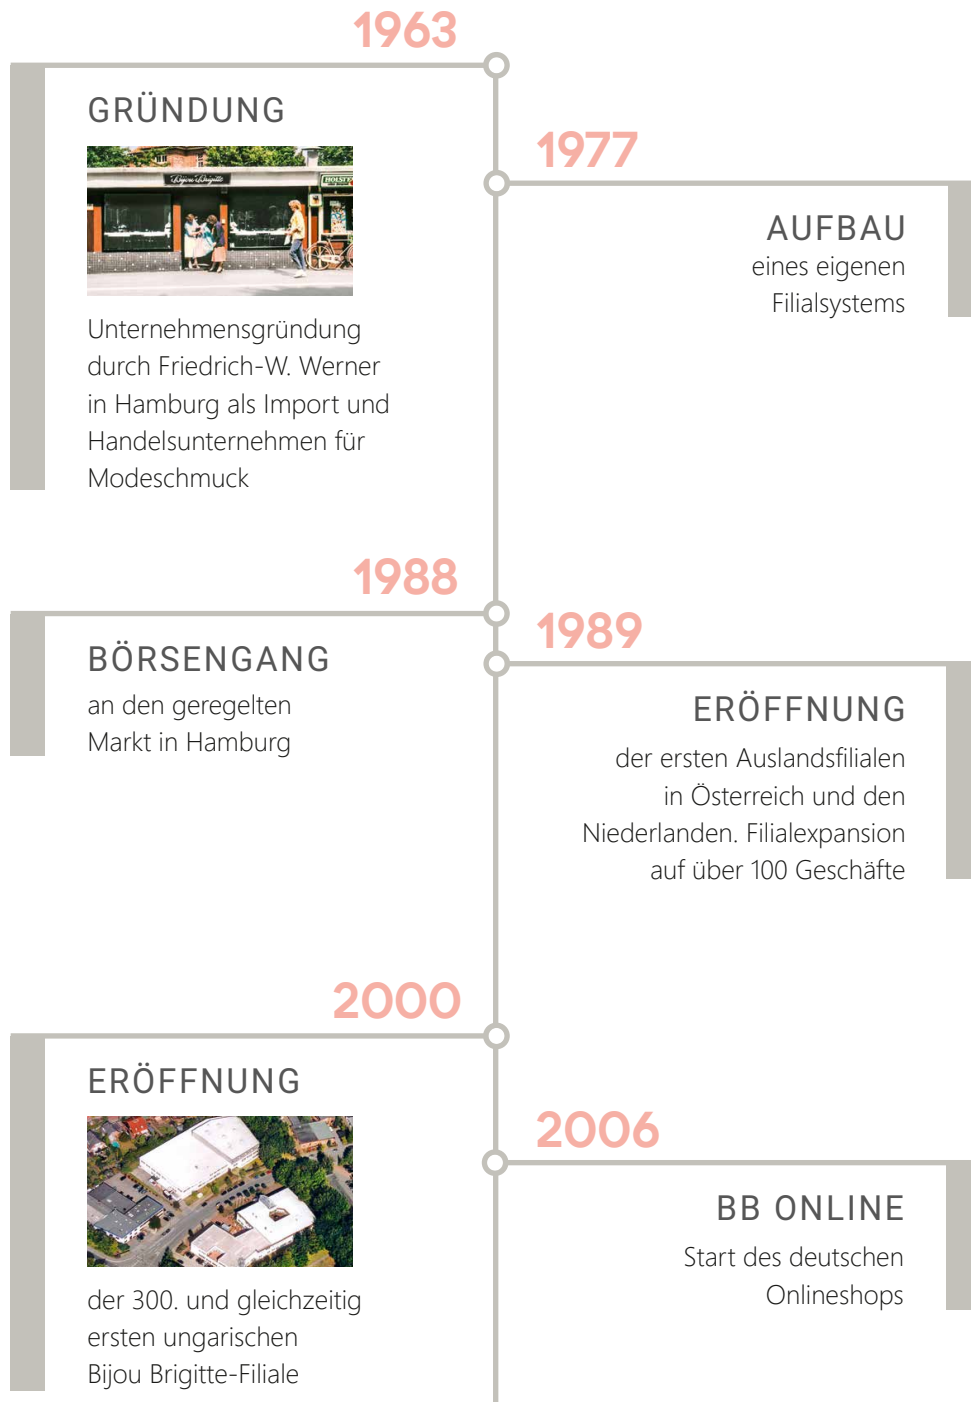 1963
GRÜNDUNG
Bijou Brigitte
HOLSTE
Unternehmensgründung
durch Friedrich-W. Werner
in Hamburg als Import und
Handelsunternehmen für
Modeschmuck
1977
AUFBAU
eines eigenen
Filialsystems
1988
BÖRSENGANG
an den geregelten
Markt in Hamburg
1989
ERÖFFNUNG
der ersten Auslandsfilialen
in Österreich und den
Niederlanden. Filialexpansion
auf über 100 Geschäfte
2000
ERÖFFNUNG
der 300. und gleichzeitig
ersten ungarischen
Bijou Brigitte-Filiale
2006
BB ONLINE
Start des deutschen
Onlineshops